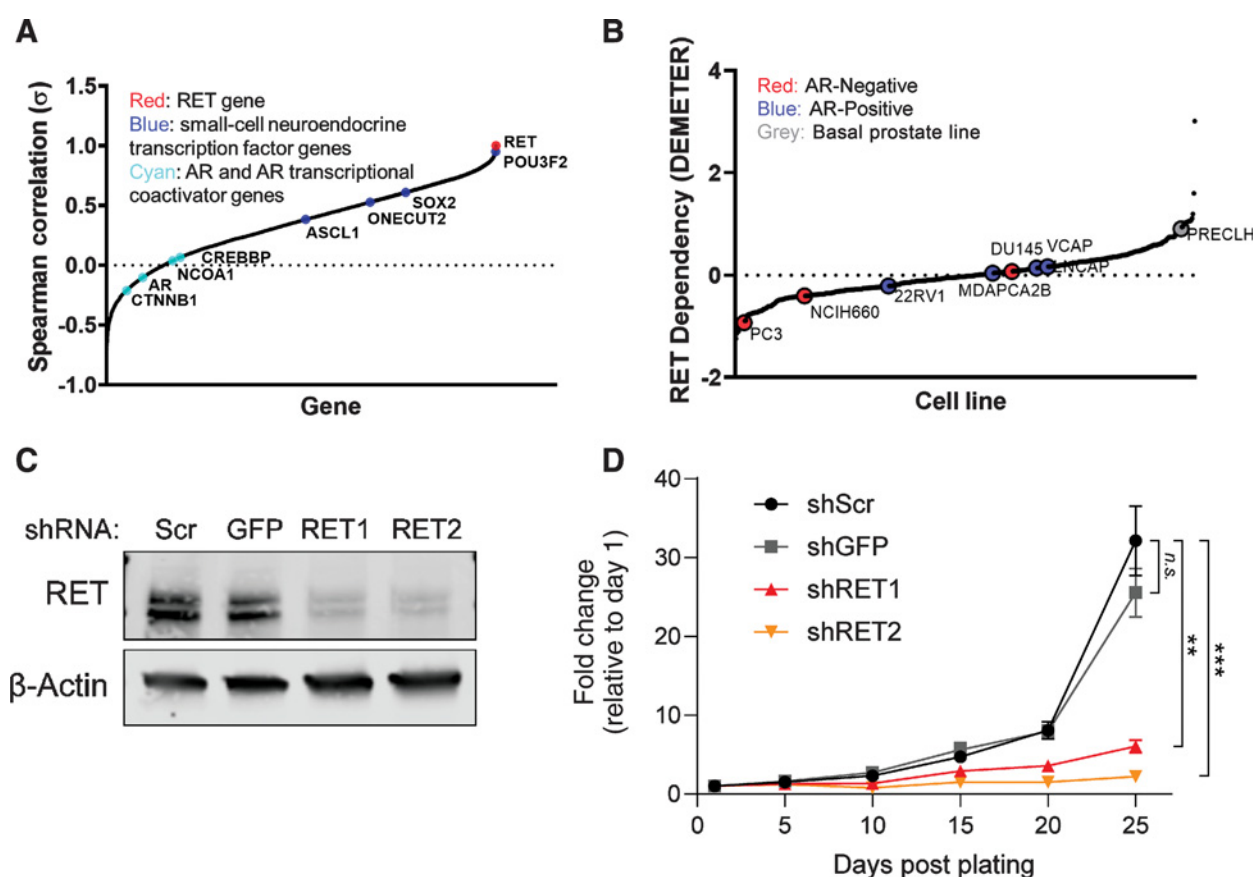 A
Spearman correlation (σ)
1.5
1.0
0.5
0.0
-0.5
-1.0
Red: RET gene
Blue: small-cell neuroendocrine
transcription factor genes
Cyan: AR and AR transcriptional
coactivator genes
RET
POU3F2
SOX2
ONECUT2
ASCL1
CREBBP
NCOA1
AR
CTNNB1
Gene
B
RET Dependency (DEMETER)
4
2
0
-2
Red: AR-Negative
Blue: AR-Positive
Grey: Basal prostate line
PRECLH
DU145 VCAP
LNCAP
MDAPCA2B
22RV1
NCIH660
PC3
Cell line
C
shRNA: Scr GFP RET1 RET2
RET
β-Actin
D
Fold change
(relative to day 1)
40
30
20
10
0
shScr
shGFP
shRET1
shRET2
n.s.
**
***
0 5 10 15 20 25
Days post plating